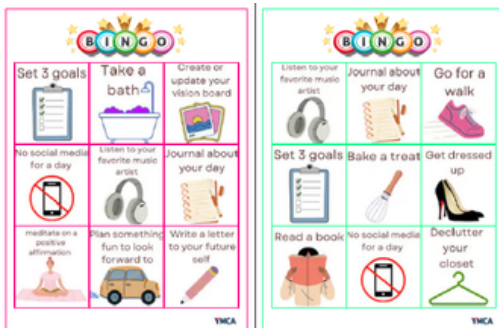 BINGO
Set 3 goals
Take a
bath
Create or
update your
vision board
No social media
for a day
Listen to your
favorite music
artist
Journal about
your day
meditate on a
positive
affirmation
Plan something
fun to look
forward to
Write a letter
to your future
self
YMCA
BINGO
Listen to your
favorite music
artist
Journal about
your day
Go for a
walk
Set 3 goals
Bake a treat
Get dressed
up
Read a book
No social media
for a day
Declutter
your
closet
YMCA